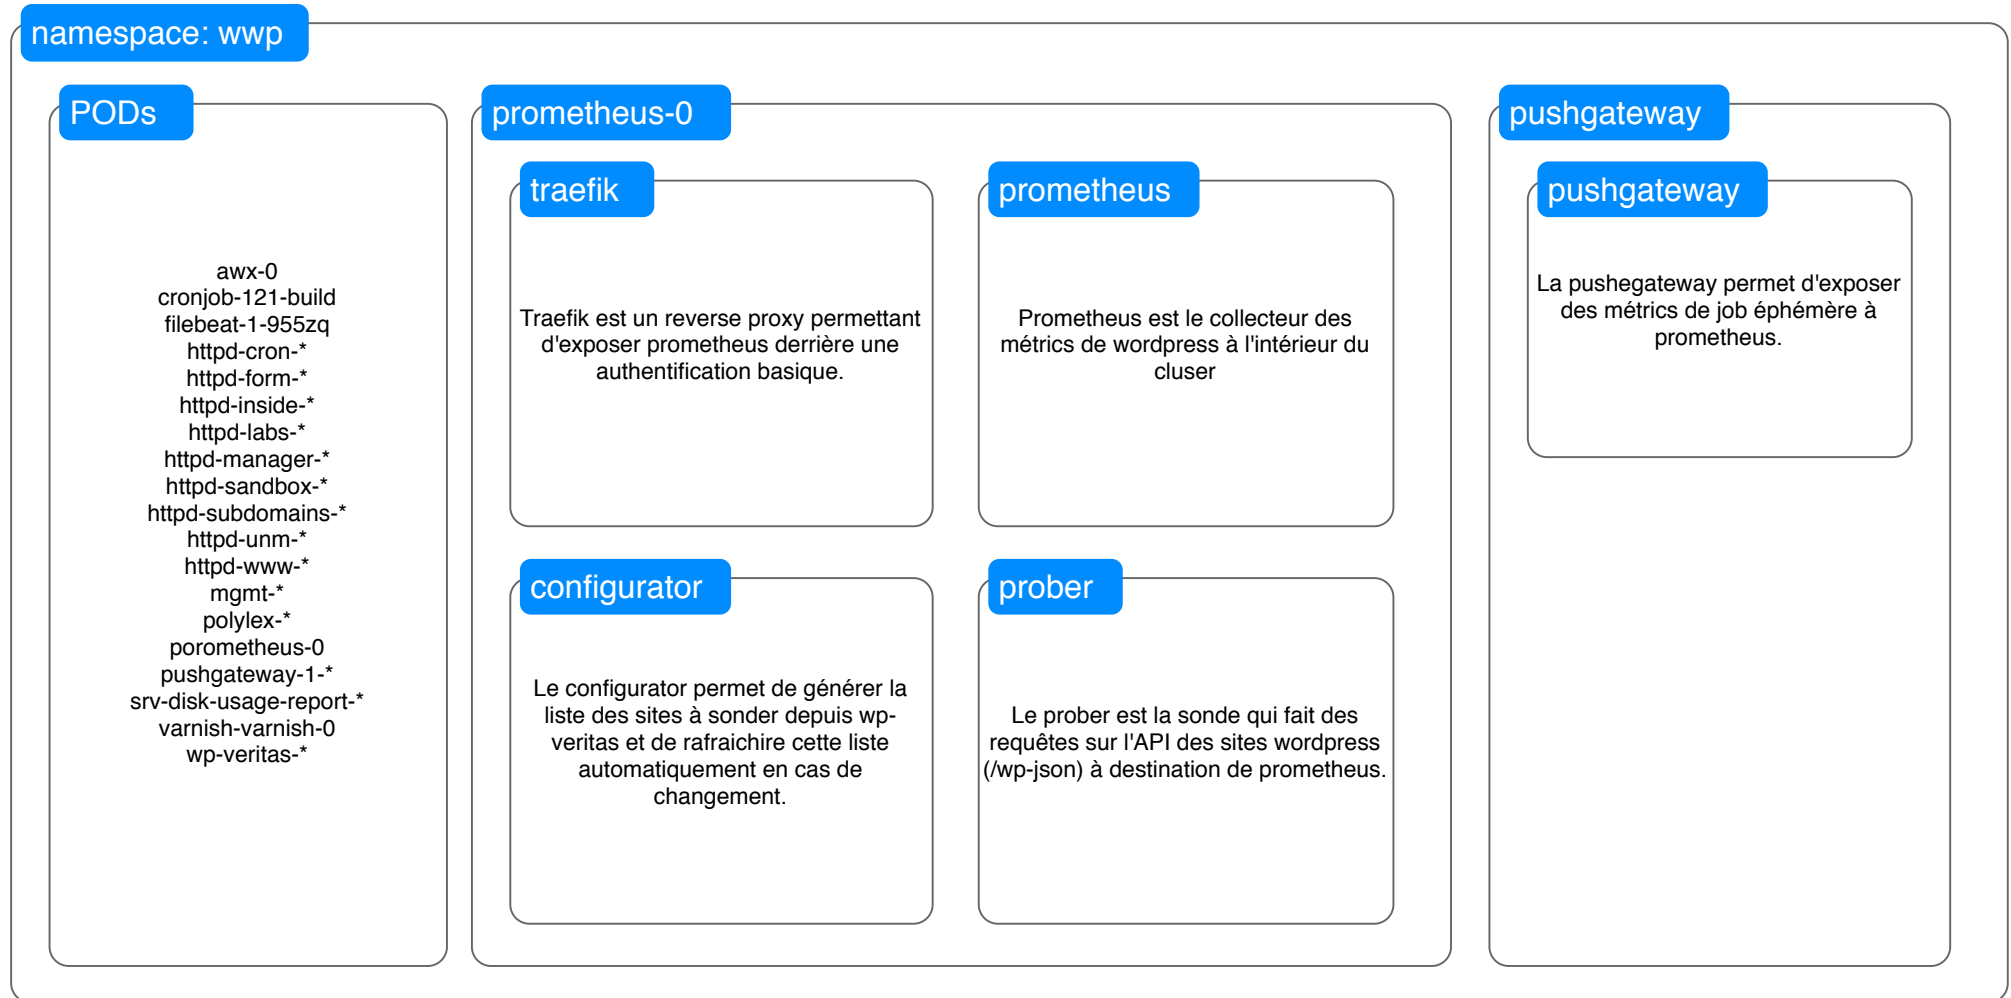 namespace: wwp
PODs
awx-0
cronjob-121-build
filebeat-1-955zq
httpd-cron-*
httpd-form-*
httpd-inside-*
httpd-labs-*
httpd-manager-*
httpd-sandbox-*
httpd-subdomains-*
httpd-unm-*
httpd-www-*
mgmt-*
polylex-*
porometheus-0
pushgateway-1-*
srv-disk-usage-report-*
varnish-varnish-0
wp-veritas-*
prometheus-0
traefik
Traefik est un reverse proxy permettant
d'exposer prometheus derrière une
authentification basique.
prometheus
Prometheus est le collecteur des
métrics de wordpress à l'intérieur du
cluser
configurator
Le configurator permet de générer la
liste des sites à sonder depuis wp-
veritas et de rafraichire cette liste
automatiquement en cas de
changement.
prober
Le prober est la sonde qui fait des
requêtes sur l'API des sites wordpress
(/wp-json) à destination de prometheus.
pushgateway
pushgateway
La pushegateway permet d'exposer
des métrics de job éphémère à
prometheus.